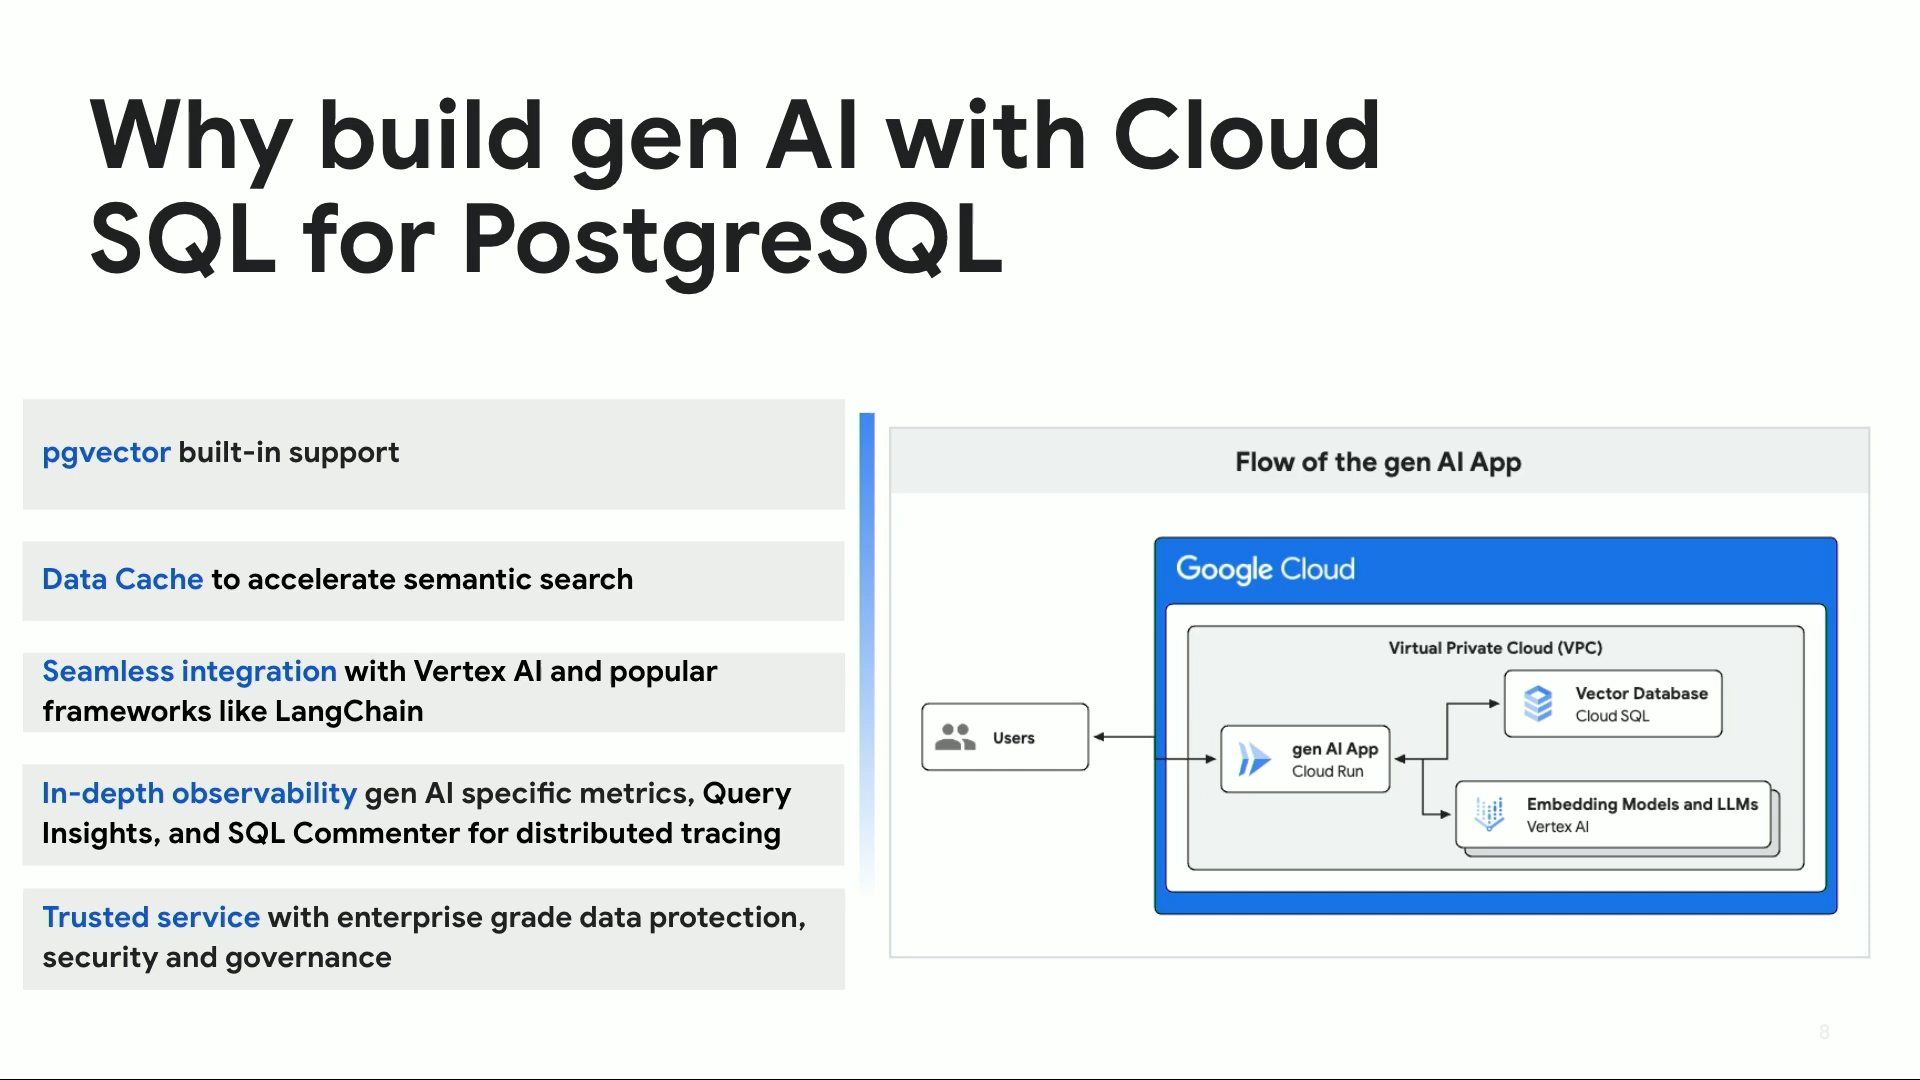 Why build gen AI with Cloud
SQL for PostgreSQL
pgvector built-in support
Data Cache to accelerate semantic search
Seamless integration with Vertex AI and popular
frameworks like LangChain
In-depth observability gen AI specific metrics, Query
Insights, and SQL Commenter for distributed tracing
Trusted service with enterprise grade data protection,
security and governance
Flow of the gen AI App
Google Cloud
Virtual Private Cloud (VPC)
Users
gen AI App
Cloud Run
Vector Database
Cloud SQL
Embedding Models and LLMs
Vertex AI
8